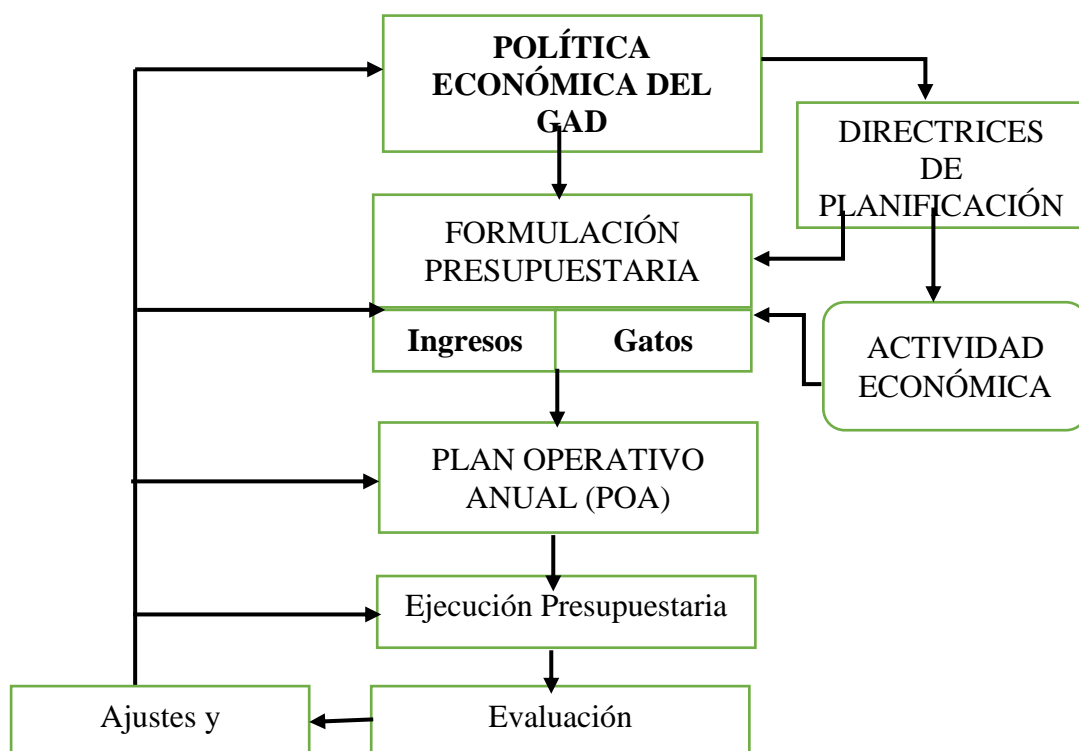 POLÍTICA
ECONÓMICA DEL
GAD
DIRECTRICES
DE
PLANIFICACIÓN
FORMULACIÓN
PRESUPUESTARIA
Ingresos
Gatos
ACTIVIDAD
ECONÓMICA
PLAN OPERATIVO
ANUAL (POA)
Ejecución Presupuestaria
Ajustes y
Evaluación